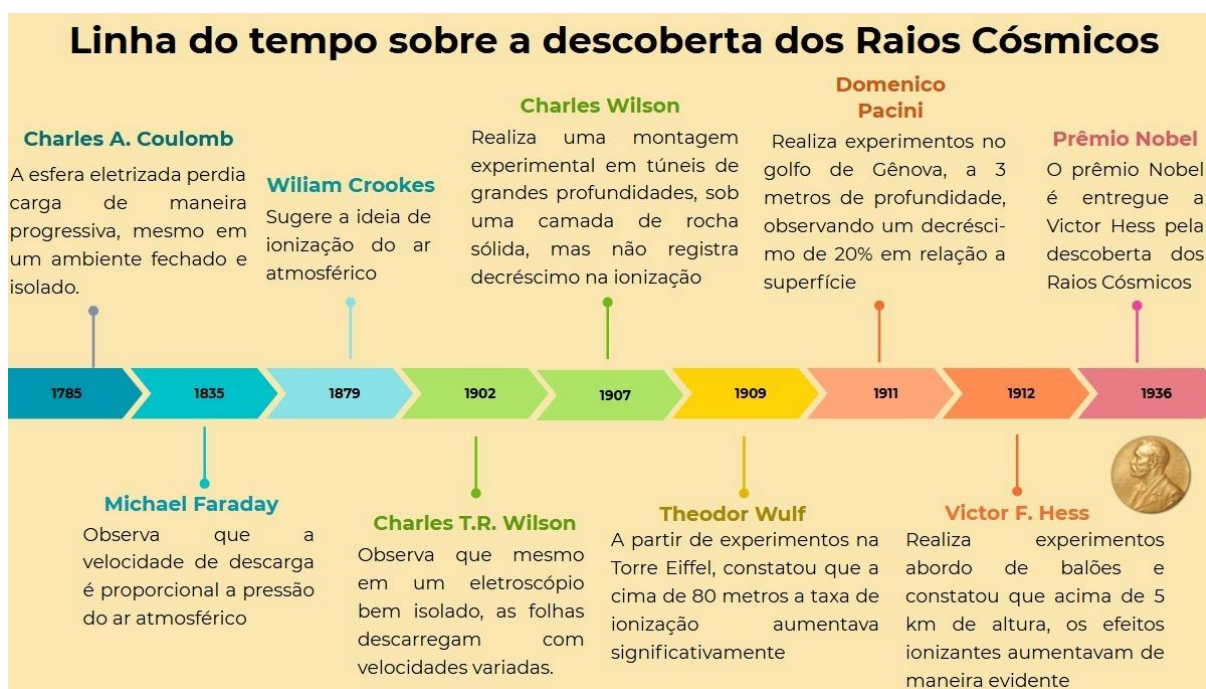 Linha do tempo sobre a descoberta dos Raios Cósmicos
Charles A. Coulomb
A esfera eletrizada perdia
carga de maneira
progressiva, mesmo em
um ambiente fechado e
isolado.
Wiliam Crookes
Sugere a ideia de
ionização do ar
atmosférico
Charles Wilson
Realiza uma montagem
experimental em túneis de
grandes profundidades, sob
uma camada de rocha
sólida, mas não registra
decréscimo na ionização
Domenico
Pacini
Realiza experimentos no
golfo de Gênova, a 3
metros de profundidade,
observando um decrésci-
mo de 20% em relação a
superfície
Prêmio Nobel
O prêmio Nobel
é entregue a
Victor Hess pela
descoberta dos
Raios Cósmicos
1785
1835
1879
1902
1907
1909
1911
1912
1936
Michael Faraday
Observa que a
velocidade de descarga
é proporcional a pressão
do ar atmosférico
Charles T.R. Wilson
Observa que mesmo
em um eletroscópio
bem isolado, as folhas
descarregam com
velocidades variadas.
Theodor Wulf
A partir de experimentos na
Torre Eiffel, constatou que a
cima de 80 metros a taxa de
ionização aumentava
significativamente
Victor F. Hess
Realiza experimentos
abordo de balões e
constatou que acima de 5
km de altura, os efeitos
ionizantes aumentavam de
maneira evidente